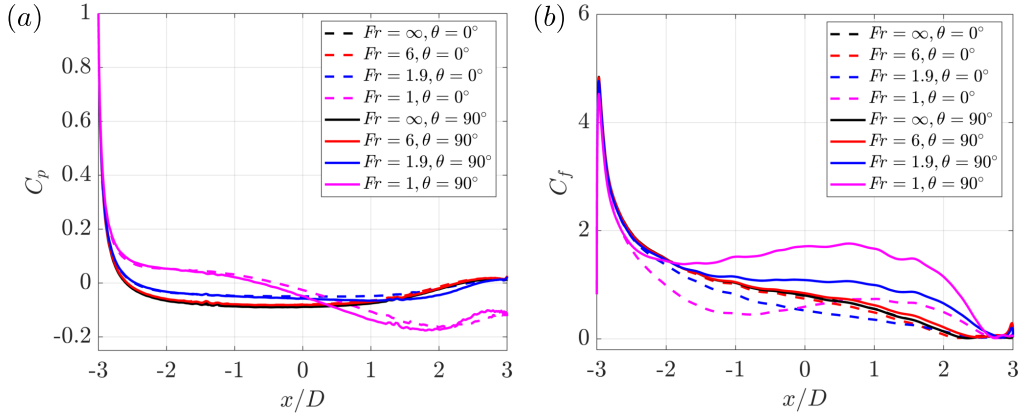 (a)
1
0.8
0.6
0.4
0.2
0
-0.2
C_p
-3 -2 -1 0 1 2 3
x/D
Fr = ∞, θ = 0°
Fr = 6, θ = 0°
Fr = 1.9, θ = 0°
Fr = 1, θ = 0°
Fr = ∞, θ = 90°
Fr = 6, θ = 90°
Fr = 1.9, θ = 90°
Fr = 1, θ = 90°
(b)
6
4
2
0
C_f
-3 -2 -1 0 1 2 3
x/D
Fr = ∞, θ = 0°
Fr = 6, θ = 0°
Fr = 1.9, θ = 0°
Fr = 1, θ = 0°
Fr = ∞, θ = 90°
Fr = 6, θ = 90°
Fr = 1.9, θ = 90°
Fr = 1, θ = 90°